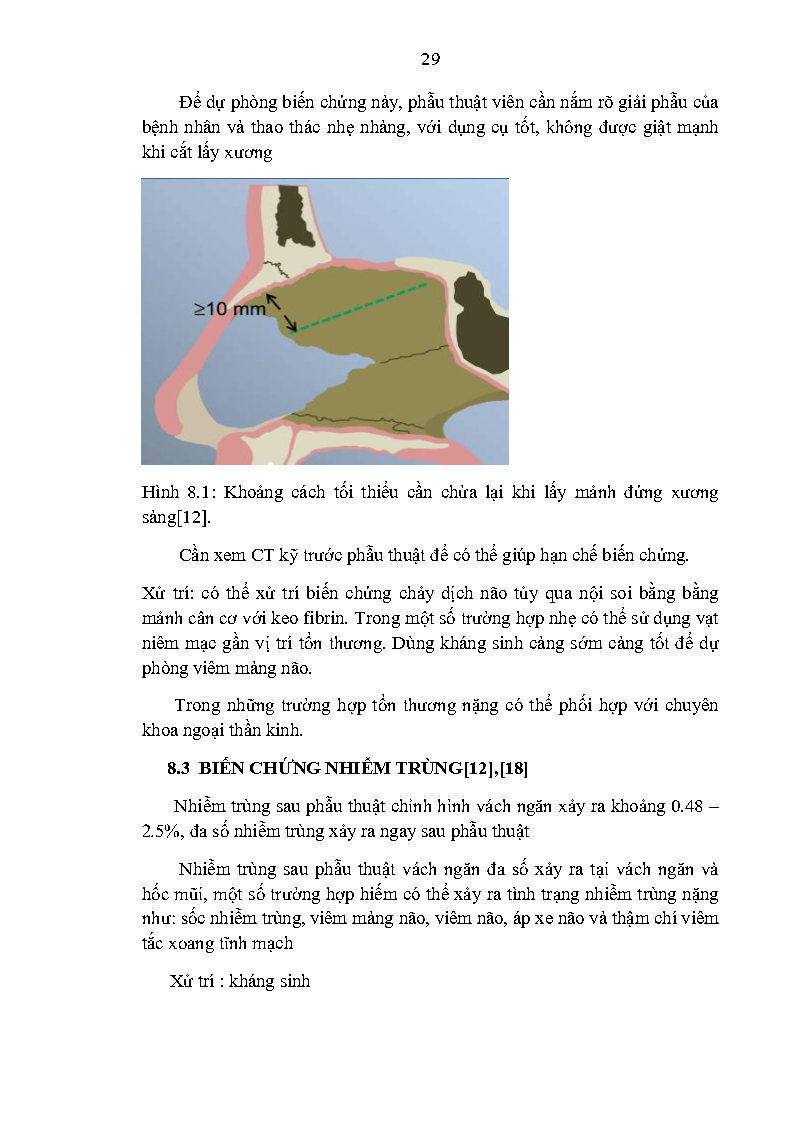 29
Để dự phòng biến chứng này, phẫu thuật viên cần nắm rõ giải phẫu của
bệnh nhân và thao thác nhẹ nhàng, với dụng cụ tốt, không được giật mạnh
khi cắt lấy xương
≥10 mm
Hình 8.1: Khoảng cách tối thiểu cần chừa lại khi lấy mảnh đứng xương
sàng[12].
Cần xem CT kỹ trước phẫu thuật để có thể giúp hạn chế biến chứng.
Xử trí: có thể xử trí biến chứng chảy dịch não tủy qua nội soi bằng bằng
mảnh cân cơ với keo fibrin. Trong một số trường hợp nhẹ có thể sử dụng vạt
niêm mạc gần vị trí tổn thương. Dùng kháng sinh càng sớm càng tốt để dự
phòng viêm màng não.
Trong những trường hợp tổn thương nặng có thể phối hợp với chuyên
khoa ngoại thần kinh.
8.3 BIẾN CHỨNG NHIỄM TRÙNG[12],[18]
Nhiễm trùng sau phẫu thuật chỉnh hình vách ngăn xảy ra khoảng 0.48 –
2.5%, đa số nhiễm trùng xảy ra ngay sau phẫu thuật
Nhiễm trùng sau phẫu thuật vách ngăn đa số xảy ra tại vách ngăn và
hốc mũi, một số trường hợp hiếm có thể xảy ra tình trạng nhiễm trùng nặng
như: sốc nhiễm trùng, viêm màng não, viêm não, áp xe não và thậm chí viêm
tắc xoang tĩnh mạch
Xử trí : kháng sinh